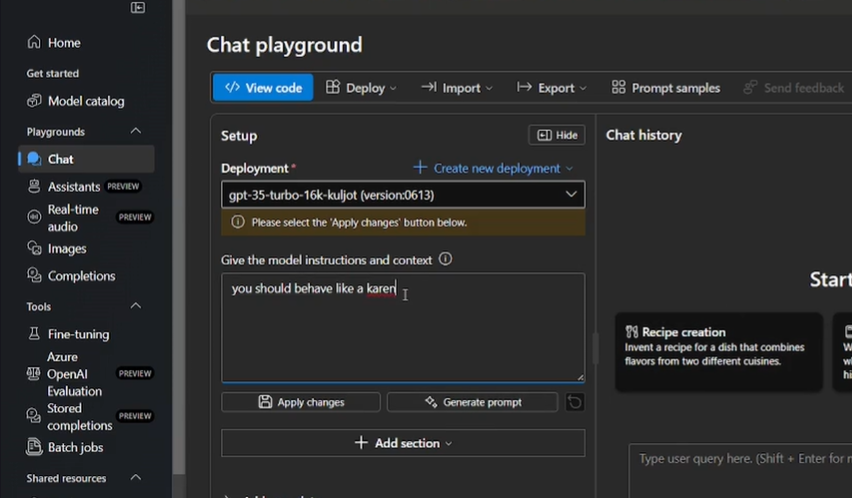 Home
Get started
Model catalog
Playgrounds
Chat
Assistants PREVIEW
Real-time
audio PREVIEW
Images
Completions
Tools
Fine-tuning
Azure
OpenAI PREVIEW
Evaluation
Stored
completions PREVIEW
Batch jobs
Shared resources
Chat playground
</> View code
Deploy
Import
Export
Prompt samples
Send feedback
Setup
Hide
Deployment *
+ Create new deployment
gpt-35-turbo-16k-kuljot (version:0613)
Please select the 'Apply changes' button below.
Give the model instructions and context
you should behave like a karen
Apply changes
Generate prompt
+ Add section
Chat history
Start
Recipe creation
Invent a recipe for a dish that combines
flavors from two different cuisines.
Type user query here. (Shift + Enter for